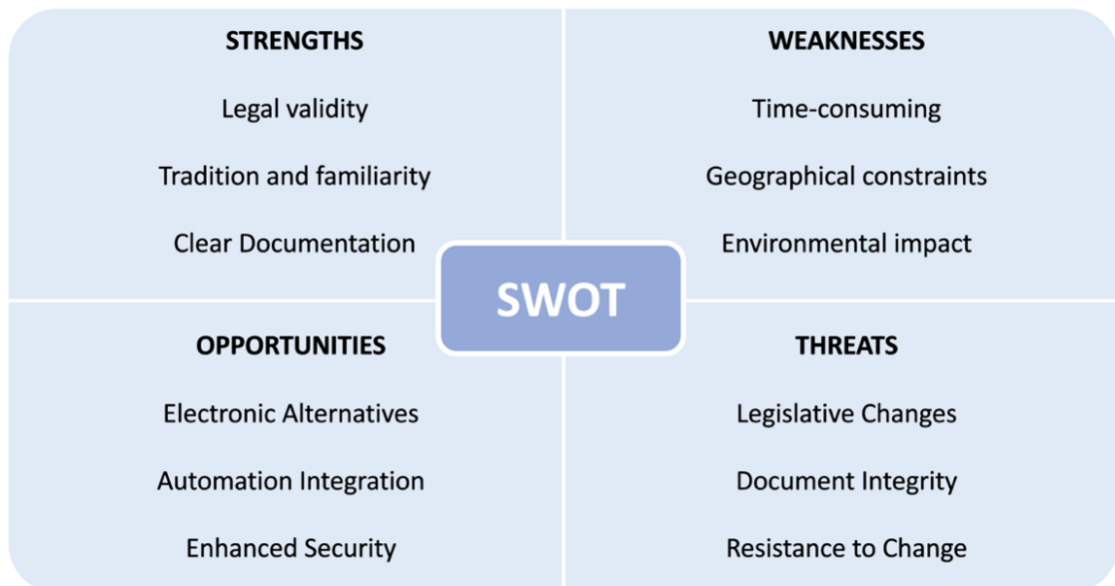 STRENGTHS
Legal validity
Tradition and familiarity
Clear Documentation
WEAKNESSES
Time-consuming
Geographical constraints
Environmental impact
SWOT
OPPORTUNITIES
Electronic Alternatives
Automation Integration
Enhanced Security
THREATS
Legislative Changes
Document Integrity
Resistance to Change